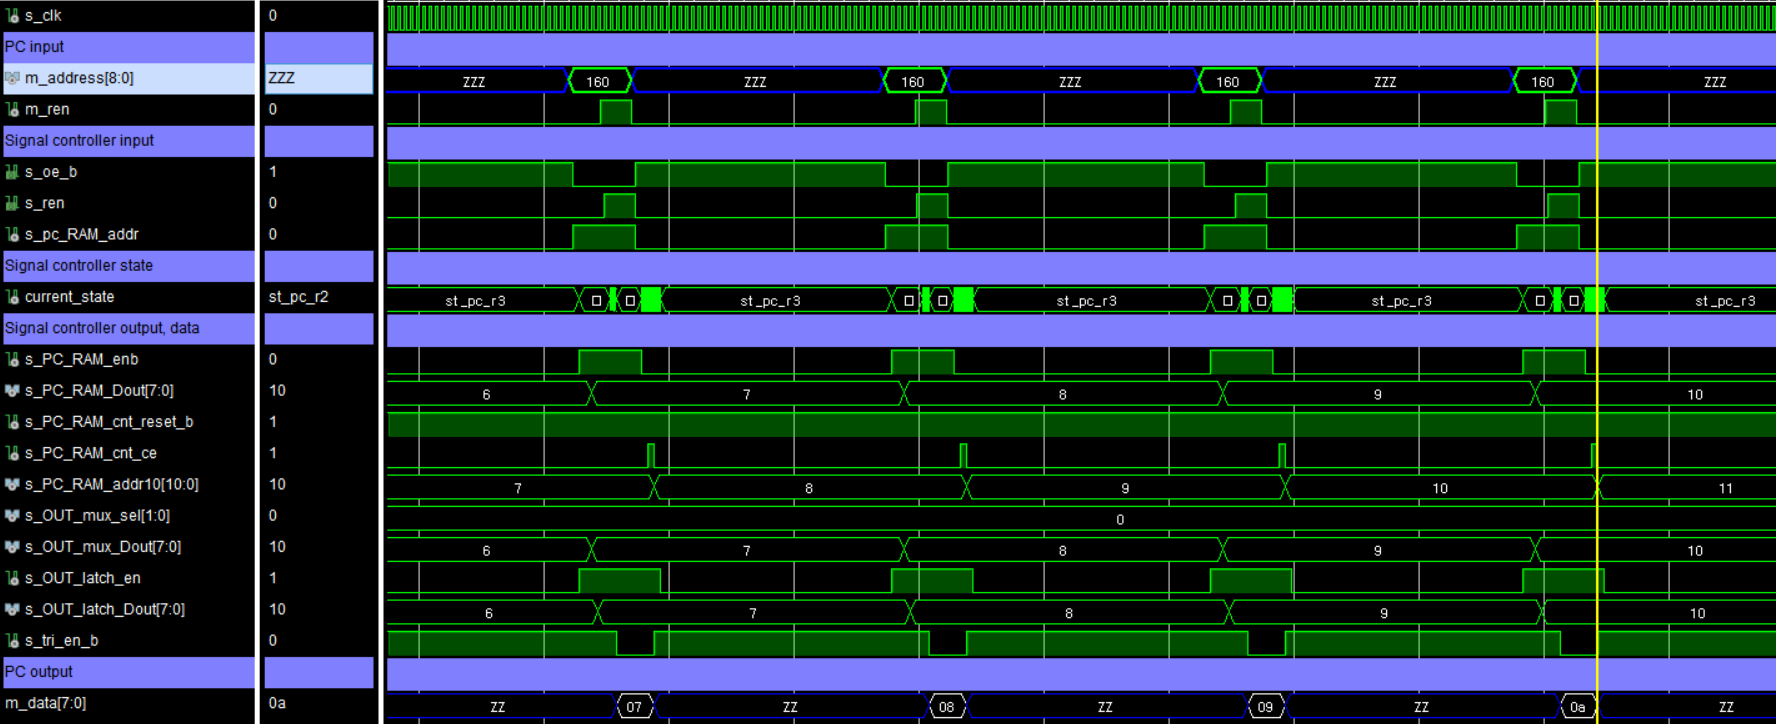 s_clk 0
PC input
m_address[8:0] ZZZ ZZZ 160 ZZZ 160 ZZZ 160 ZZZ 160 ZZZ
m_ren 0
Signal controller input
s_oe_b 1
s_ren 0
s_pc_RAM_addr 0
Signal controller state
current_state st_pc_r2 st_pc_r3 st_pc_r3 st_pc_r3 st_pc_r3 st_pc_r3
Signal controller output, data
s_PC_RAM_enb 0
s_PC_RAM_Dout[7:0] 10 6 7 8 9 10
s_PC_RAM_cnt_reset_b 1
s_PC_RAM_cnt_ce 1
s_PC_RAM_addr10[10:0] 10 7 8 9 10 11
s_OUT_mux_sel[1:0] 0 0
s_OUT_mux_Dout[7:0] 10 6 7 8 9 10
s_OUT_latch_en 1
s_OUT_latch_Dout[7:0] 10 6 7 8 9 10
s_tri_en_b 0
PC output
m_data[7:0] 0a ZZ 07 ZZ 08 ZZ 09 ZZ 0a ZZ